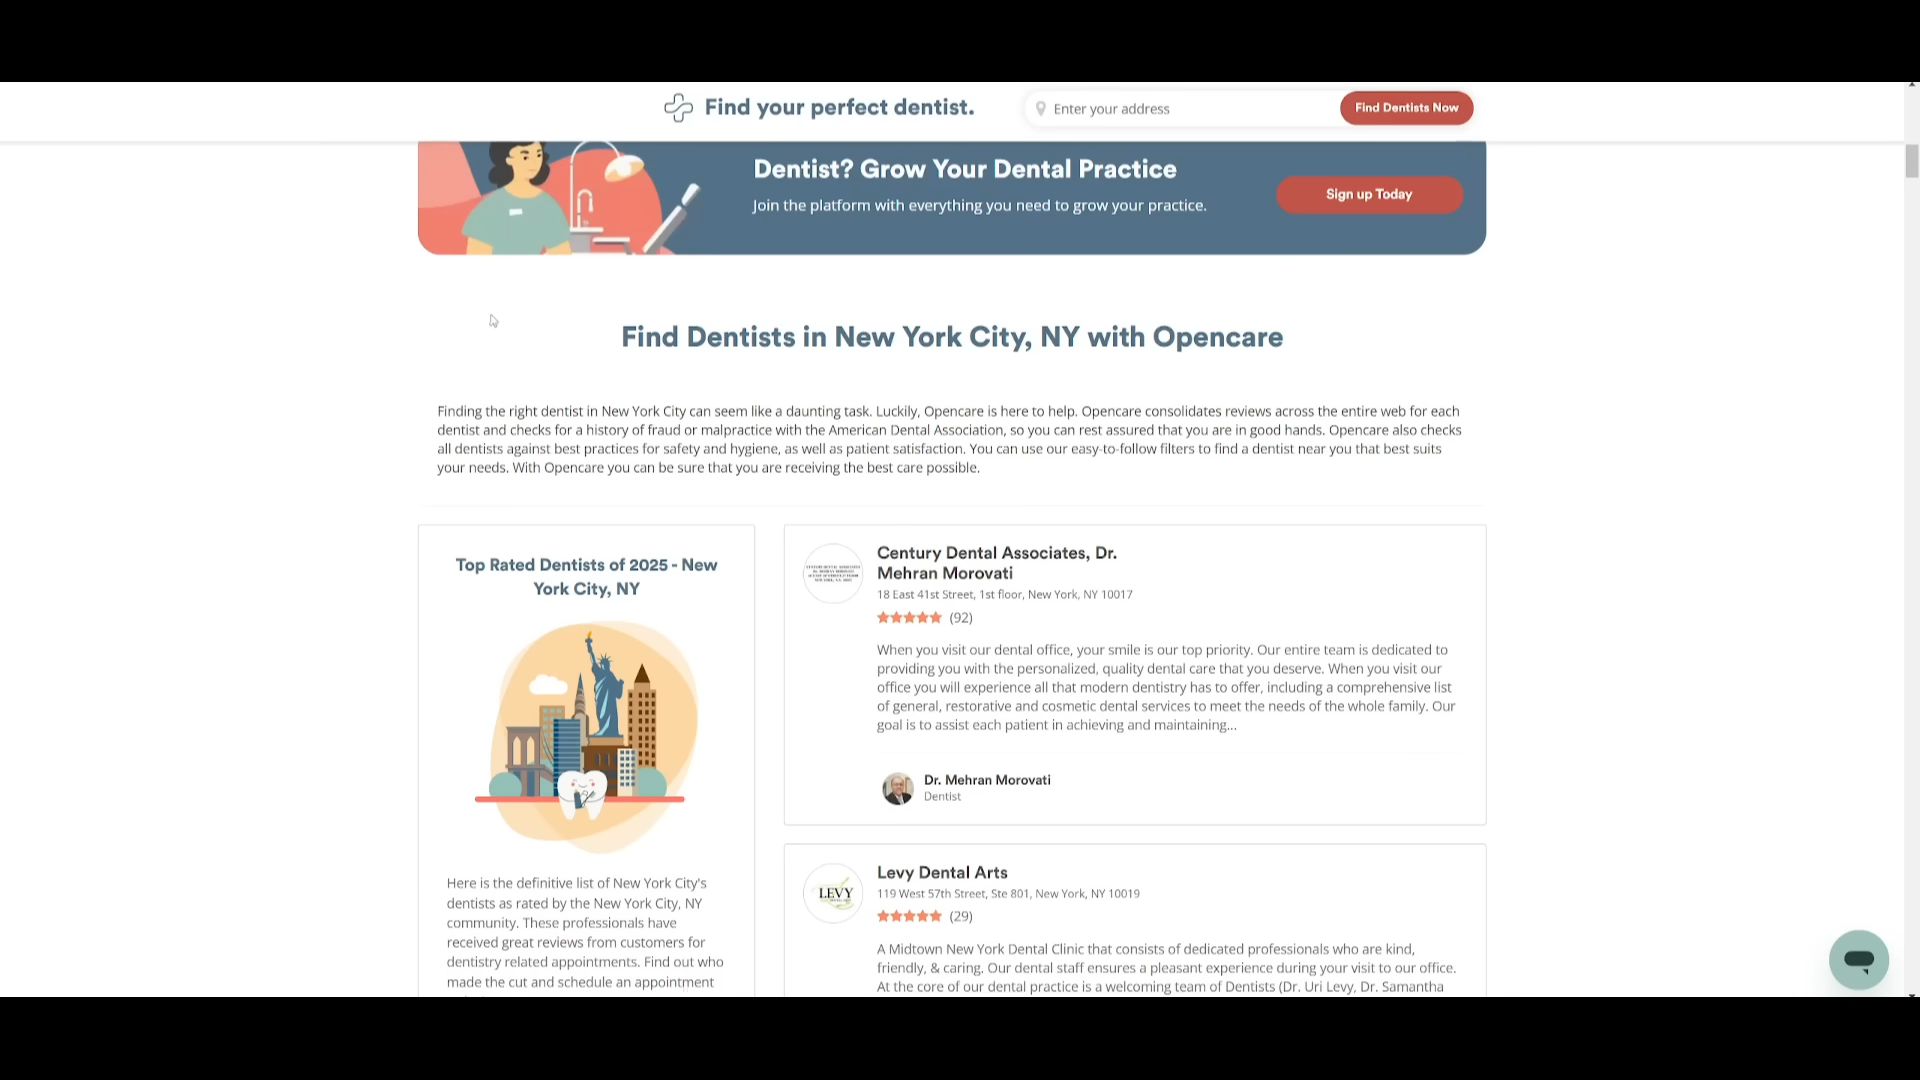 Find your perfect dentist.
Enter your address
Find Dentists Now
Dentist? Grow Your Dental Practice
Join the platform with everything you need to grow your practice.
Sign up Today
Find Dentists in New York City, NY with Opencare
Finding the right dentist in New York City can seem like a daunting task. Luckily, Opencare is here to help. Opencare consolidates reviews across the entire web for each
dentist and checks for a history of fraud or malpractice with the American Dental Association, so you can rest assured that you are in good hands. Opencare also checks
all dentists against best practices for safety and hygiene, as well as patient satisfaction. You can use our easy-to-follow filters to find a dentist near you that best suits
your needs. With Opencare you can be sure that you are receiving the best care possible.
Top Rated Dentists of 2025 - New
York City, NY
Here is the definitive list of New York City's
dentists as rated by the New York City, NY
community. These professionals have
received great reviews from customers for
dentistry related appointments. Find out who
made the cut and schedule an appointment
Century Dental Associates, Dr.
Mehran Morovati
18 East 41st Street, 1st floor, New York, NY 10017
(92)
When you visit our dental office, your smile is our top priority. Our entire team is dedicated to
providing you with the personalized, quality dental care that you deserve. When you visit our
office you will experience all that modern dentistry has to offer, including a comprehensive list
of general, restorative and cosmetic dental services to meet the needs of the whole family. Our
goal is to assist each patient in achieving and maintaining...
Dr. Mehran Morovati
Dentist
LEVY
Levy Dental Arts
119 West 57th Street, Ste 801, New York, NY 10019
(29)
A Midtown New York Dental Clinic that consists of dedicated professionals who are kind,
friendly, & caring. Our dental staff ensures a pleasant experience during your visit to our office.
At the core of our dental practice is a welcoming team of Dentists (Dr. Uri Levy, Dr. Samantha